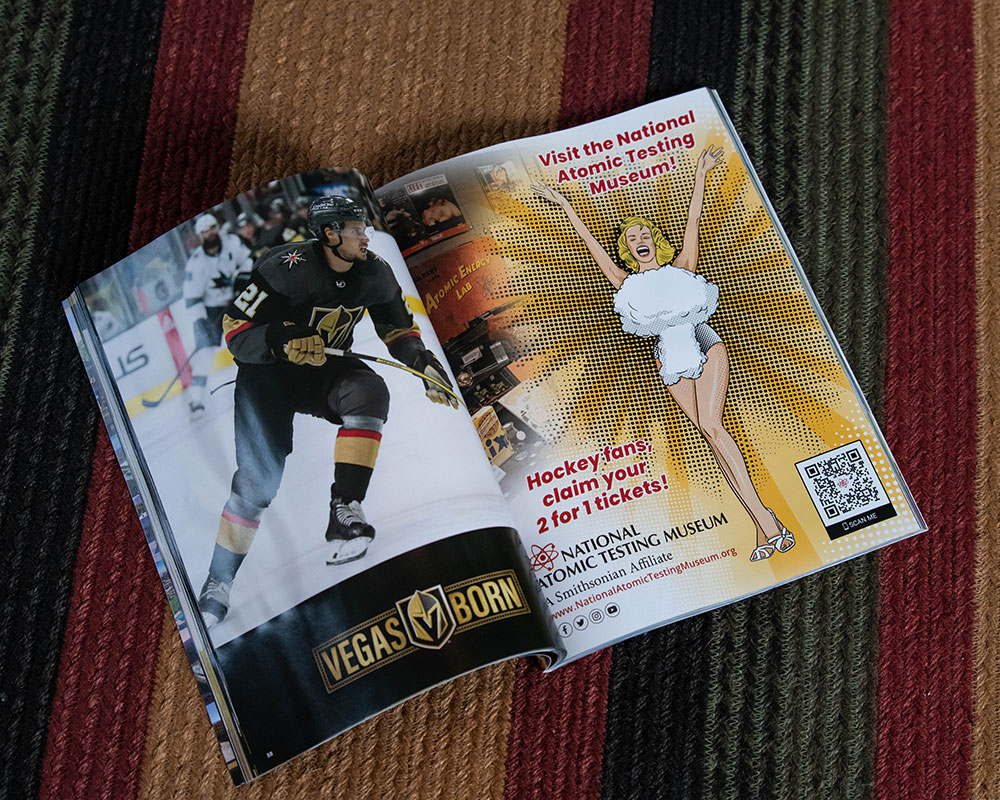 21
VEGAS BORN
58
Visit the National
Atomic Testing
Museum!
ATOMIC ENERGY
LAB
Hockey fans,
claim your
2 for 1 tickets!
NATIONAL
ATOMIC TESTING MUSEUM
A Smithsonian Affiliate
www.NationalAtomicTestingMuseum.org
SCAN ME